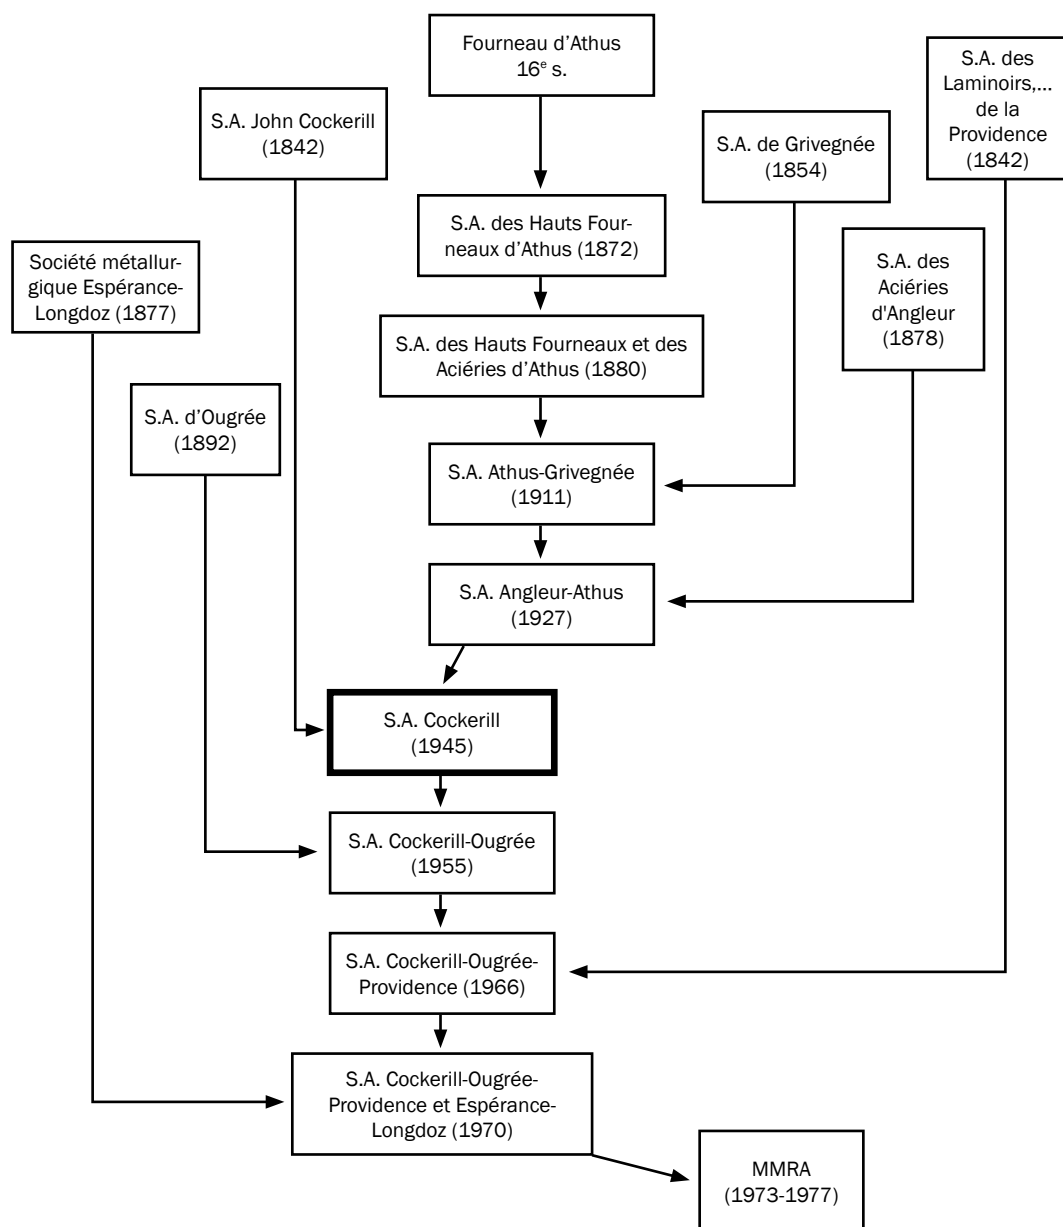 Fourneau d’Athus
16e s.
S.A. des
Laminoirs,...
de la
Providence
(1842)
S.A. John Cockerill
(1842)
S.A. de Grivegnée
(1854)
S.A. des Hauts Four-
neaux d’Athus (1872)
Société métallur-
gique Espérance-
Longdoz (1877)
S.A. des
Aciéries
d'Angleur
(1878)
S.A. des Hauts Fourneaux et des
Aciéries d’Athus (1880)
S.A. d’Ougrée
(1892)
S.A. Athus-Grivegnée
(1911)
S.A. Angleur-Athus
(1927)
S.A. Cockerill
(1945)
S.A. Cockerill-Ougrée
(1955)
S.A. Cockerill-Ougrée-
Providence (1966)
S.A. Cockerill-Ougrée-
Providence et Espérance-
Longdoz (1970)
MMRA
(1973-1977)